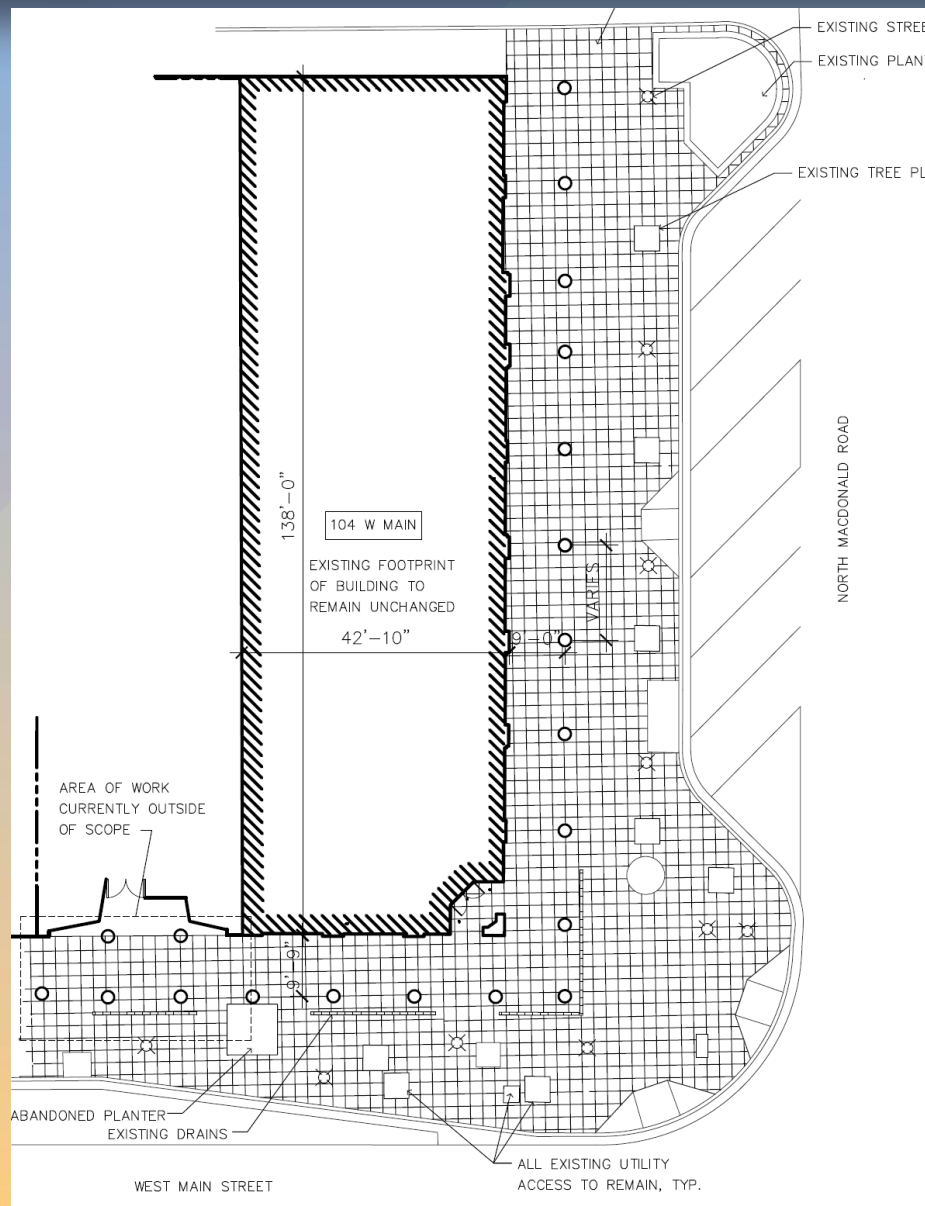 EXISTING STREE
EXISTING PLAN
EXISTING TREE PL
NORTH MACDONALD ROAD
138'-0"
104 W MAIN
EXISTING FOOTPRINT
OF BUILDING TO
REMAIN UNCHANGED
42'-10"
9'-0"
VARIES
AREA OF WORK
CURRENTLY OUTSIDE
OF SCOPE
9'-9"
ABANDONED PLANTER
EXISTING DRAINS
ALL EXISTING UTILITY
ACCESS TO REMAIN, TYP.
WEST MAIN STREET